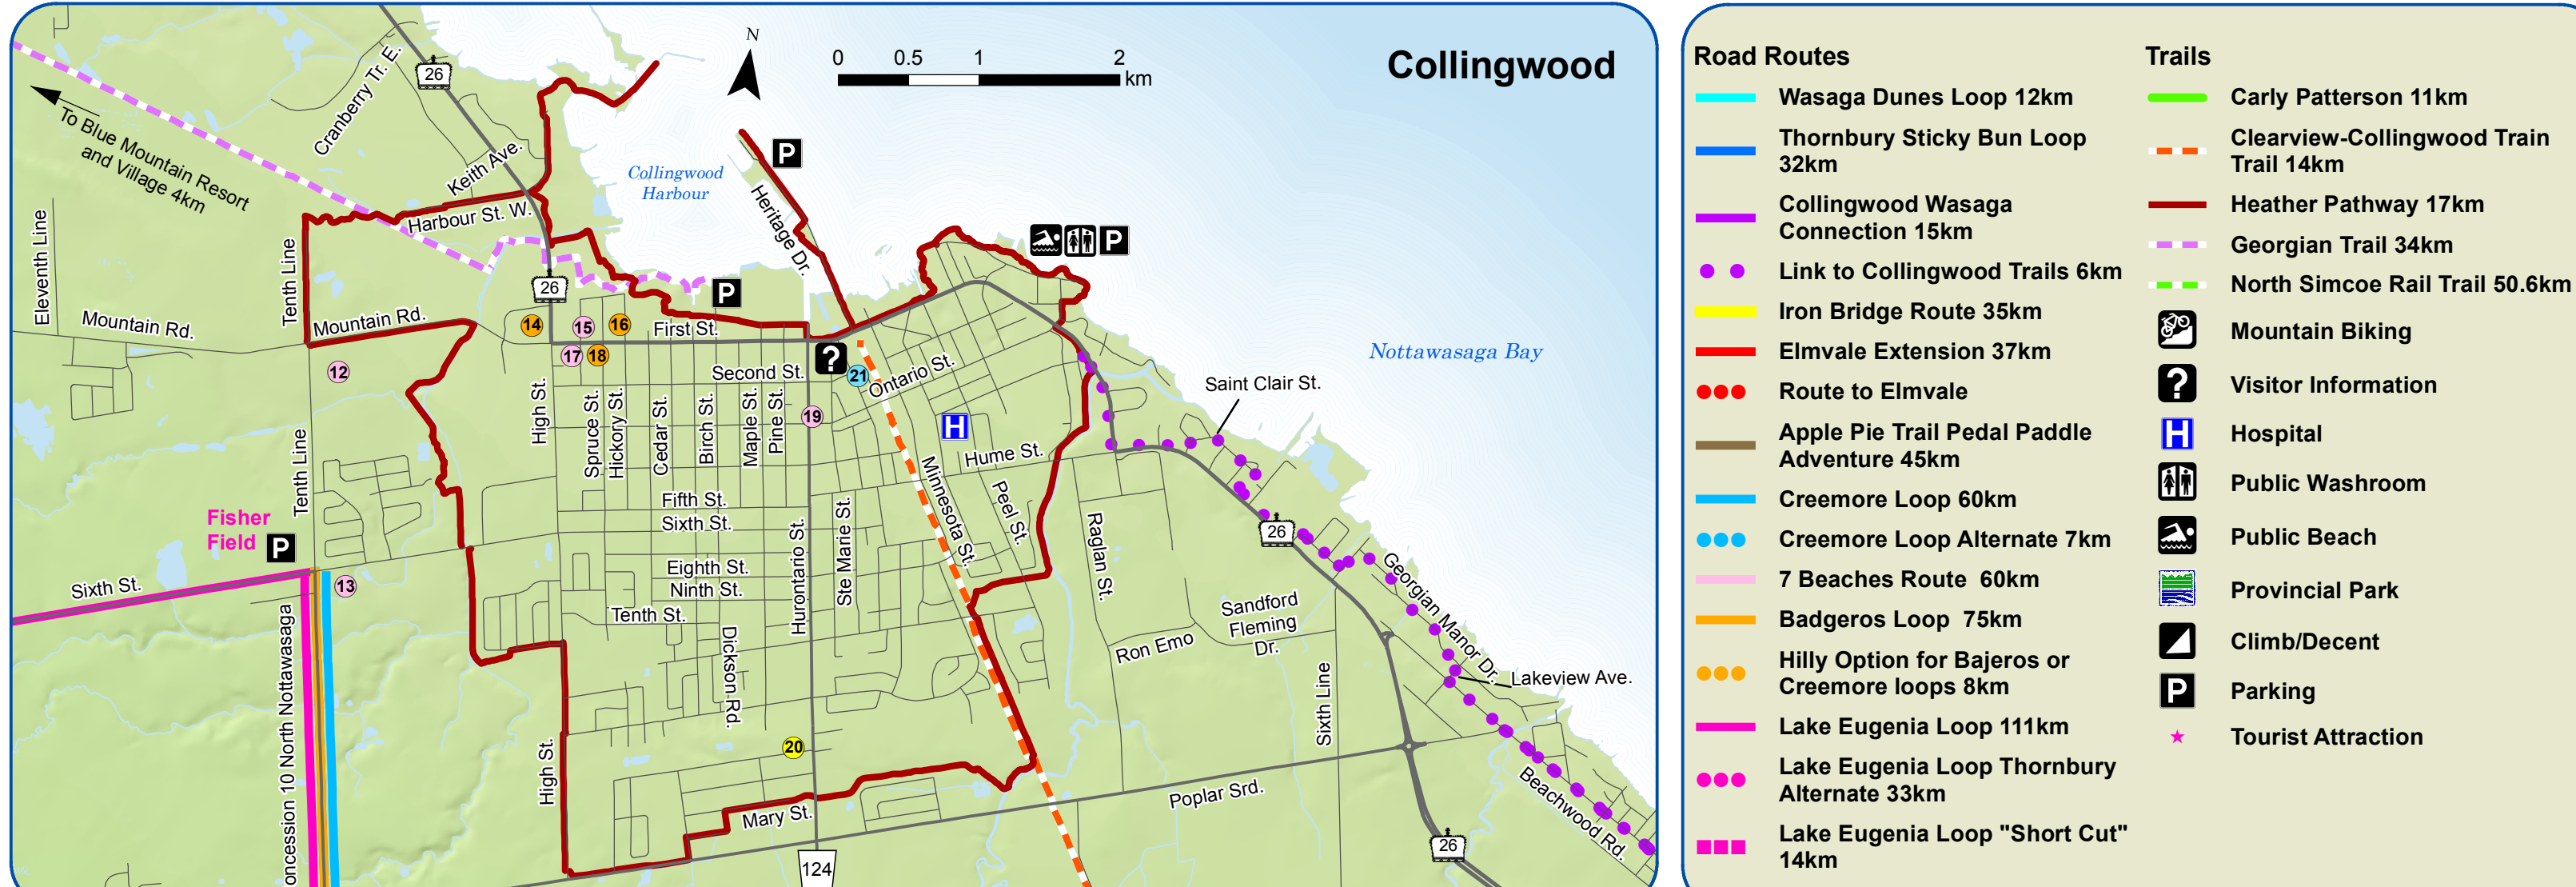 Collingwood
N
0 0.5 1 2
km
26
Cranberry Tr. E.
To Blue Mountain Resort
and Village 4km
Keith Ave.
Harbour St. W.
Collingwood
Harbour
P
Heritage Dr.
P
P
Eleventh Line
Tenth Line
26
Mountain Rd.
Mountain Rd.
14
15
16
First St.
17
18
?
21
Ontario St.
Nottawasaga Bay
12
Second St.
Saint Clair St.
High St.
Spruce St.
Hickory St.
Cedar St.
Birch St.
Maple St.
Pine St.
19
H
Tenth Line
Hume St.
Minnesota St.
Peel St.
Fifth St.
Sixth St.
Fisher
Field
P
Hurontario St.
Ste Marie St.
Raglan St.
26
Eighth St.
Ninth St.
Tenth St.
Sixth St.
13
Georgian Manor Dr.
Sandford
Fleming
Dr.
Ron Emo
oncession 10 North Nottawasaga
Dickson Rd.
Sixth Line
Lakeview Ave.
High St.
20
Mary St.
Poplar Srd.
Beachwood Rd.
124
26
Road Routes
Wasaga Dunes Loop 12km
Thornbury Sticky Bun Loop
32km
Collingwood Wasaga
Connection 15km
Link to Collingwood Trails 6km
Iron Bridge Route 35km
Elmvale Extension 37km
Route to Elmvale
Apple Pie Trail Pedal Paddle
Adventure 45km
Creemore Loop 60km
Creemore Loop Alternate 7km
7 Beaches Route 60km
Badgeros Loop 75km
Hilly Option for Bajeros or
Creemore loops 8km
Lake Eugenia Loop 111km
Lake Eugenia Loop Thornbury
Alternate 33km
Lake Eugenia Loop "Short Cut"
14km
Trails
Carly Patterson 11km
Clearview-Collingwood Train
Trail 14km
Heather Pathway 17km
Georgian Trail 34km
North Simcoe Rail Trail 50.6km
Mountain Biking
? Visitor Information
H Hospital
Public Washroom
Public Beach
Provincial Park
Climb/Decent
P Parking
Tourist Attraction